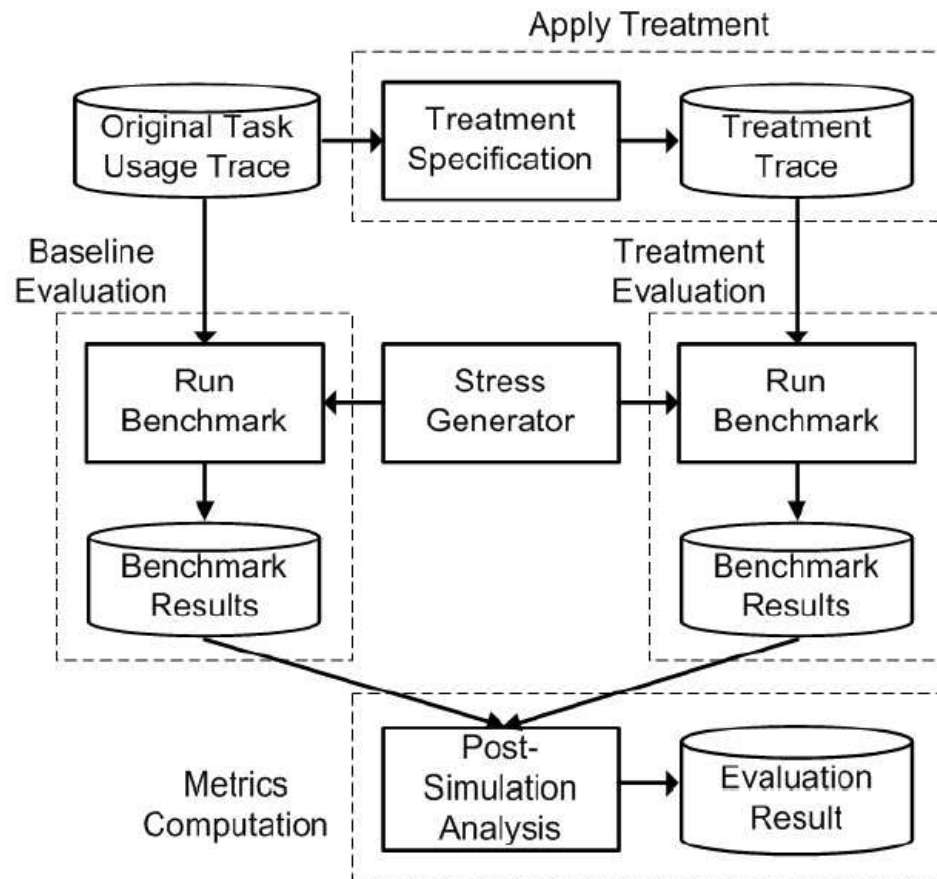 Apply Treatment
Original Task
Usage Trace
Treatment
Specification
Treatment
Trace
Baseline
Evaluation
Treatment
Evaluation
Run
Benchmark
Stress
Generator
Run
Benchmark
Benchmark
Results
Benchmark
Results
Metrics
Computation
Post-
Simulation
Analysis
Evaluation
Result